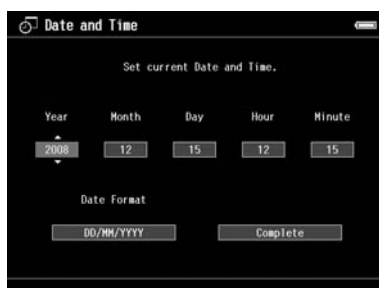 Date and Time
Set current Date and Time.
Year Month Day Hour Minute
2008 12 15 12 15
Date Format
DD/MM/YYYY Complete